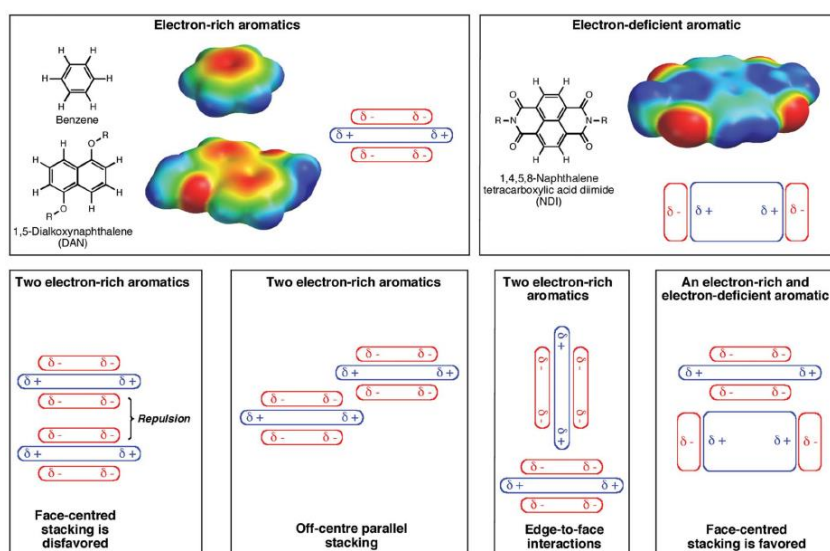 Electron-rich aromatics
H
H
H
H
H
H
Benzene
R
O
H
H
H
H
H
H
O
R
1,5-Dialkoxynaphthalene
(DAN)
δ - δ -
δ + δ +
δ - δ -
Electron-deficient aromatic
O
O
R-N
N-R
O
O
H
H
H
H
1,4,5,8-Naphthalene
tetracarboxylic acid diimide
(NDI)
δ - δ + δ + δ -
Two electron-rich aromatics
δ - δ -
δ + δ +
δ - δ -
Repulsion
δ - δ -
δ + δ +
δ - δ -
Face-centred
stacking is
disfavored
Two electron-rich aromatics
δ - δ -
δ + δ +
δ - δ -
δ - δ -
δ + δ +
δ - δ -
Off-centre parallel
stacking
Two electron-rich
aromatics
δ +
δ - δ -
δ - δ -
δ +
δ - δ -
δ + δ +
δ - δ -
Edge-to-face
interactions
An electron-rich and
electron-deficient aromatic
δ - δ -
δ + δ +
δ - δ -
δ - δ + δ + δ -
Face-centred
stacking is favored